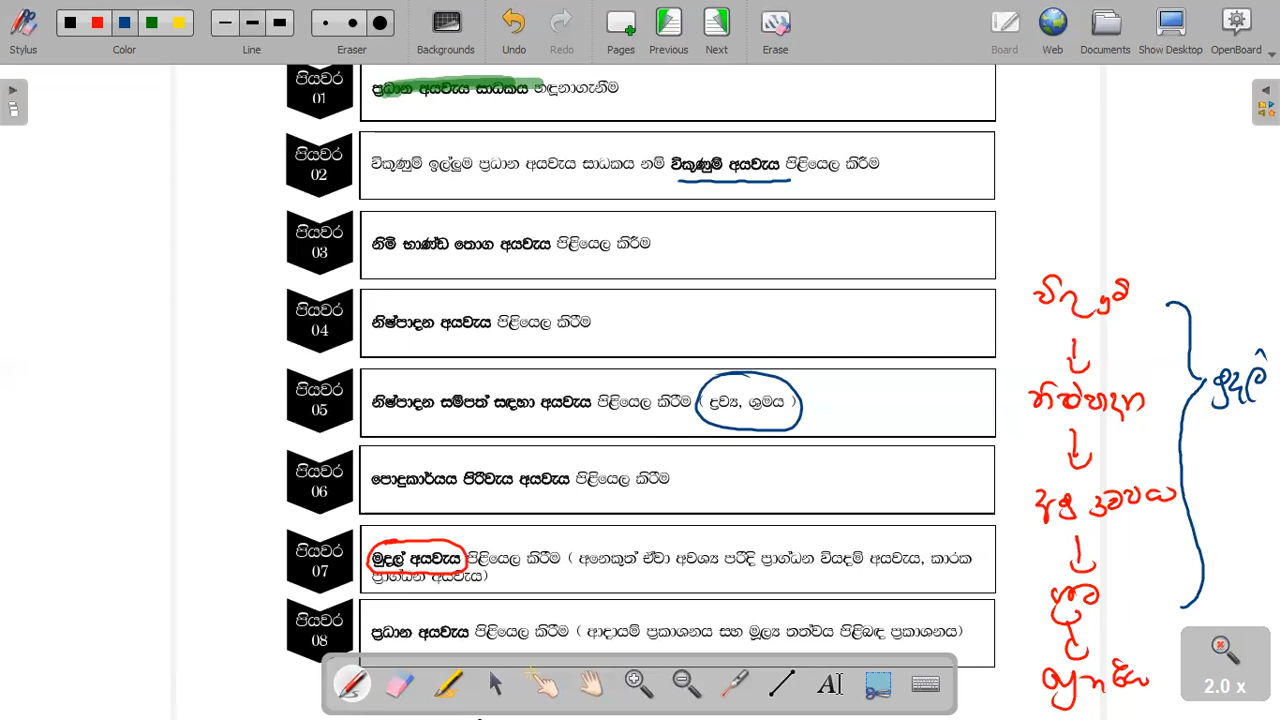 Stylus
Color
Line
Eraser
Backgrounds
Undo
Redo
Pages
Previous
Next
Erase
Board
Web
Documents
Show Desktop
OpenBoard
පියවර 01
ප්‍රධාන අයවැය සාධකය හඳුනාගැනීම
පියවර 02
විකුණුම් ඉල්ලුම ප්‍රධාන අයවැය සාධකය නම් විකුණුම් අයවැය පිළියෙල කිරීම
පියවර 03
නිමි භාණ්ඩ තොග අයවැය පිළියෙල කිරීම
පියවර 04
නිෂ්පාදන අයවැය පිළියෙල කිරීම
පියවර 05
නිෂ්පාදන සම්පත් සඳහා අයවැය පිළියෙල කිරීම ( ද්‍රව්‍ය, ශ්‍රමය )
පියවර 06
පොදුකාර්යය පිරිවැය අයවැය පිළියෙල කිරීම
පියවර 07
මුදල් අයවැය පිළියෙල කිරීම ( අනෙකුත් ඒවා අවශ්‍ය පරිදි ප්‍රාග්ධන වියදම් අයවැය, කාරක
ප්‍රාග්ධන අයවැය)
පියවර 08
ප්‍රධාන අයවැය පිළියෙල කිරීම ( ආදායම් ප්‍රකාශනය සහ මූල්‍ය තත්වය පිළිබඳ ප්‍රකාශනය)
මුදල්
2.0 x